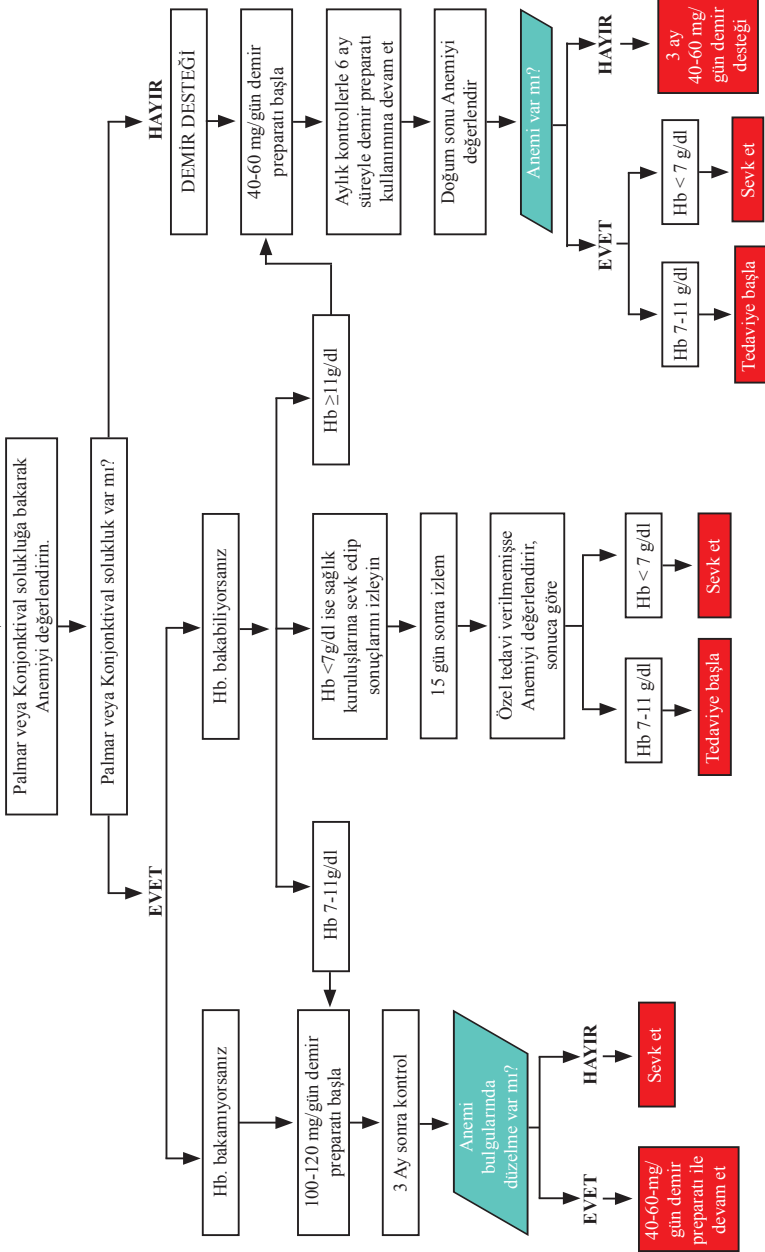 Palmar veya Konjonktival solukluğa bakarak
Anemiyi değerlendirin.
Palmar veya Konjonktival solukluk var mı?
EVET
Hb. bakamıyorsanız
100-120 mg/gün demir
preparatı başla
3 Ay sonra kontrol
Anemi
bulgularında
düzelme var mı?
EVET
40-60-mg/
gün demir
preparatı ile
devam et
HAYIR
Sevk et
Hb. bakabiliyorsanız
Hb 7-11g/dl
Hb <7g/dl ise sağlık
kuruluşlarına sevk edip
sonuçlarını izleyin
15 gün sonra izlem
Özel tedavi verilmemişse
Anemiyi değerlendirir,
sonuca göre
Hb 7-11 g/dl
Tedaviye başla
Hb < 7 g/dl
Sevk et
Hb ≥11g/dl
HAYIR
DEMİR DESTEĞİ
40-60 mg/gün demir
preparatı başla
Aylık kontrollerle 6 ay
süreyle demir preparatı
kullanımına devam et
Doğum sonu Anemiyi
değerlendir
Anemi var mı?
EVET
Hb 7-11 g/dl
Tedaviye başla
Hb < 7 g/dl
Sevk et
HAYIR
3 ay
40-60 mg/
gün demir
desteği